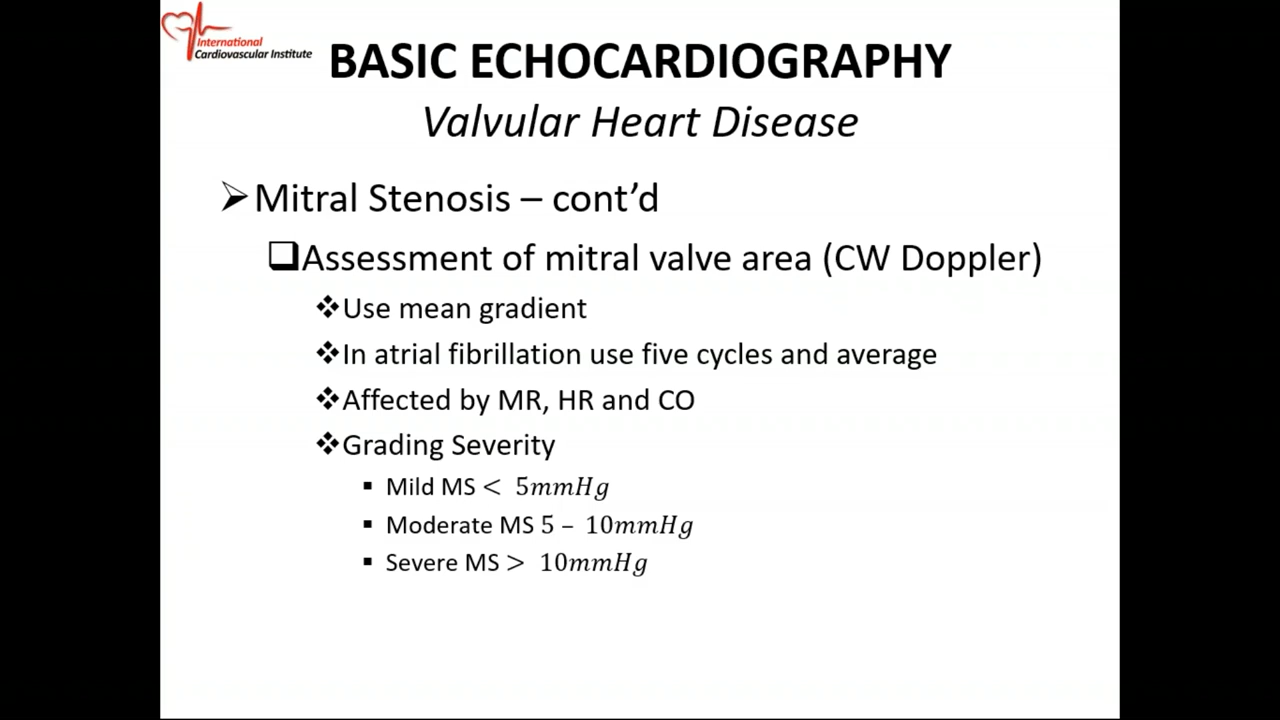 International
Cardiovascular Institute
BASIC ECHOCARDIOGRAPHY
Valvular Heart Disease
Mitral Stenosis – cont’d
Assessment of mitral valve area (CW Doppler)
Use mean gradient
In atrial fibrillation use five cycles and average
Affected by MR, HR and CO
Grading Severity
Mild MS < 5mmHg
Moderate MS 5 – 10mmHg
Severe MS > 10mmHg